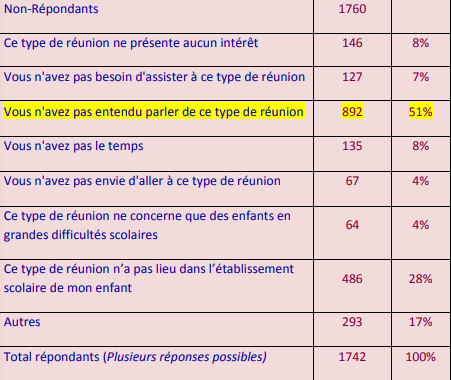 Non-Répondants 1760
Ce type de réunion ne présente aucun intérêt 146 8%
Vous n'avez pas besoin d'assister à ce type de réunion 127 7%
Vous n'avez pas entendu parler de ce type de réunion 892 51%
Vous n'avez pas le temps 135 8%
Vous n'avez pas envie d'aller à ce type de réunion 67 4%
Ce type de réunion ne concerne que des enfants en
grandes difficultés scolaires 64 4%
Ce type de réunion n’a pas lieu dans l’établissement
scolaire de mon enfant 486 28%
Autres 293 17%
Total répondants (Plusieurs réponses possibles) 1742 100%